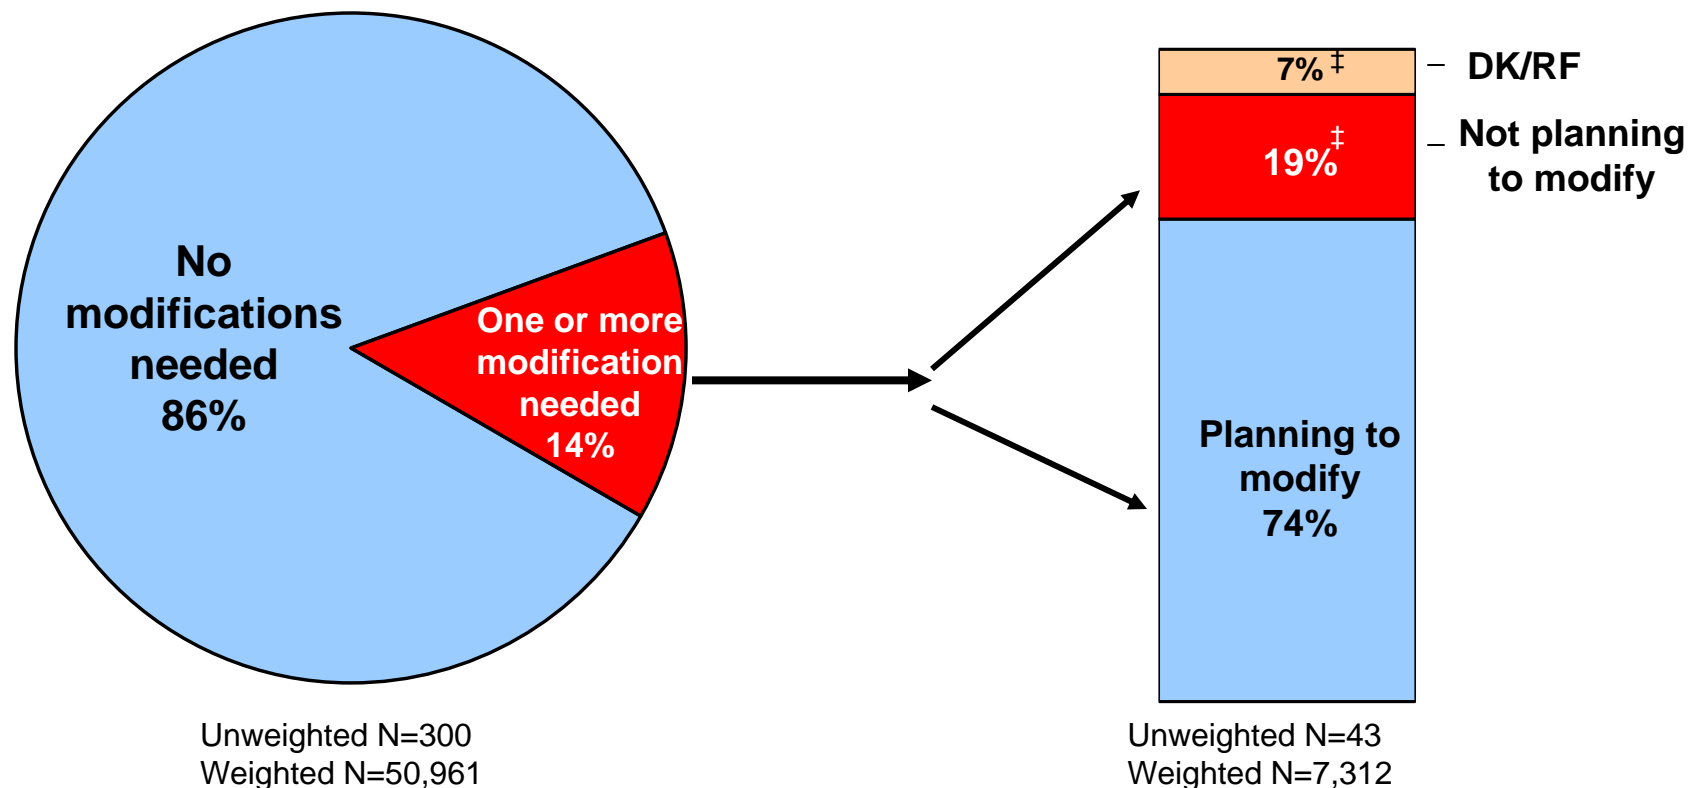 No
modifications
needed
86%
One or more
modification
needed
14%
Unweighted N=300
Weighted N=50,961
7% ‡
DK/RF
19%‡
Not planning
to modify
Planning to
modify
74%
Unweighted N=43
Weighted N=7,312